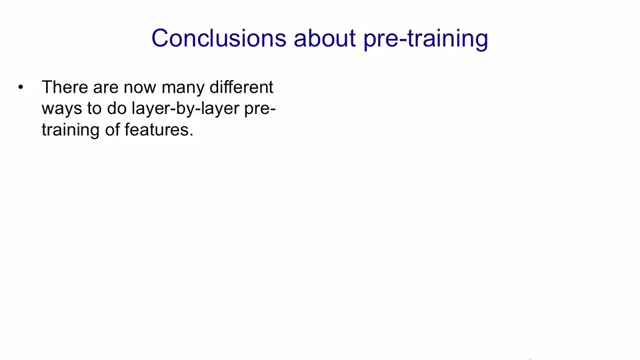 Conclusions about pre-training
• There are now many different
ways to do layer-by-layer pre-
training of features.